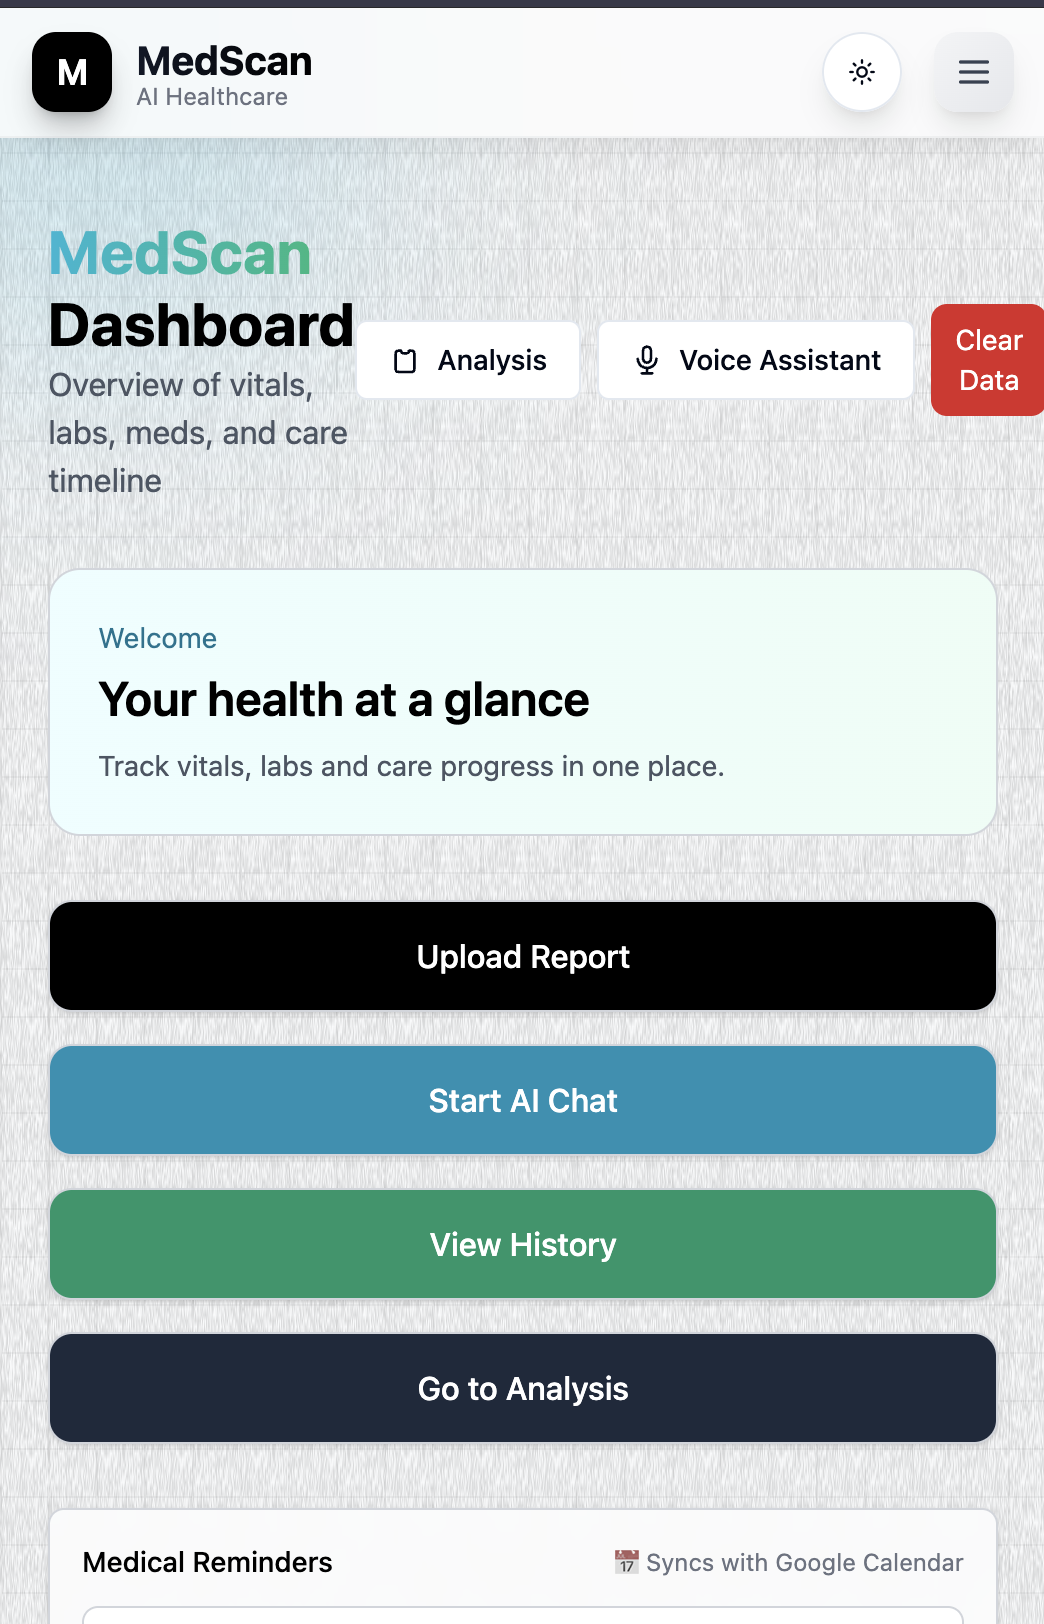 M
MedScan
AI Healthcare
MedScan
Dashboard
Overview of vitals,
labs, meds, and care
timeline
Analysis
Voice Assistant
Clear
Data
Welcome
Your health at a glance
Track vitals, labs and care progress in one place.
Upload Report
Start AI Chat
View History
Go to Analysis
Medical Reminders
📅 Syncs with Google Calendar